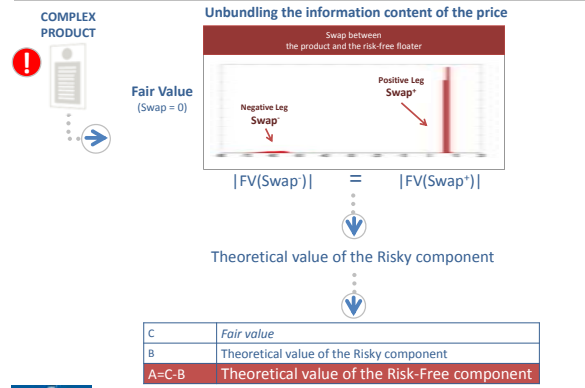 Unbundling the information content of the price
COMPLEX
PRODUCT
!
Swap between
the product and the risk-free floater
Fair Value
(Swap = 0)
Negative Leg
Swap⁻
Positive Leg
Swap⁺
|FV(Swap⁻)| = |FV(Swap⁺)|
Theoretical value of the Risky component
C Fair value
B Theoretical value of the Risky component
A=C-B Theoretical value of the Risk-Free component